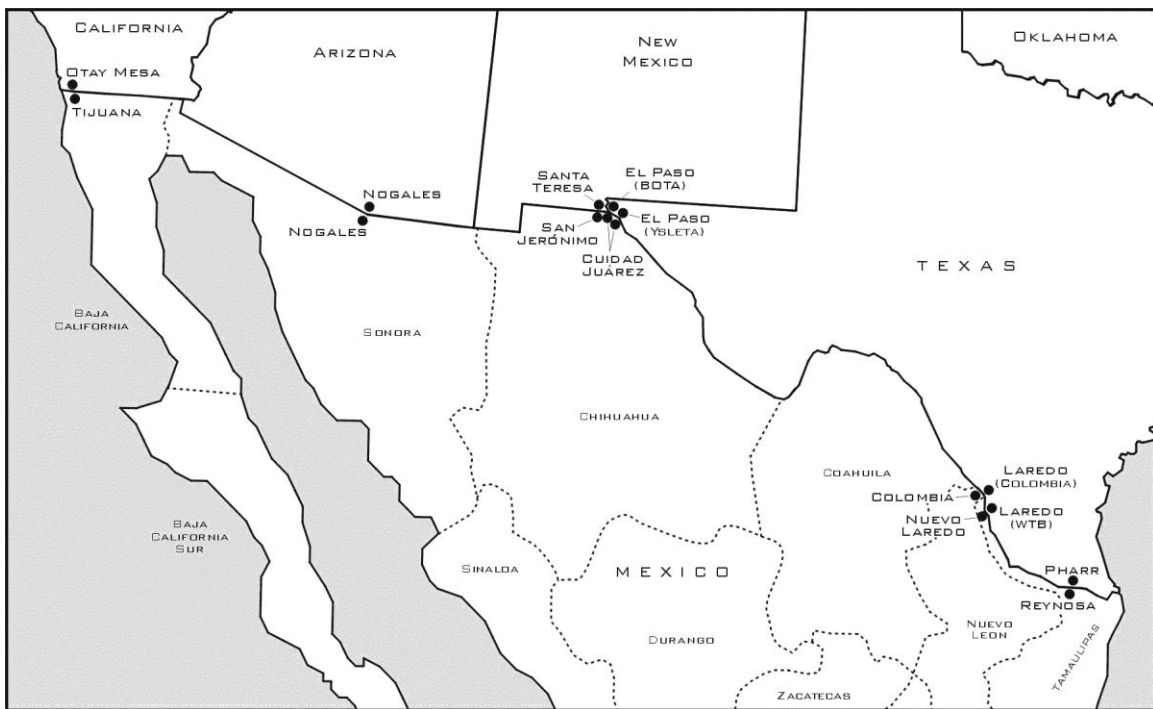 CALIFORNIA
ARIZONA
NEW
MEXICO
OKLAHOMA
OTAY MESA
TIJUANA
NOGALES
NOGALES
SANTA
TERESA
EL PASO
(BOTA)
EL PASO
(YSLETA)
SAN
JERÓNIMO
CUIDAD
JUÁREZ
TEXAS
BAJA
CALIFORNIA
SONORA
CHIHUAHUA
COAHUILA
LAREDO
(COLOMBIA)
COLOMBIA
LAREDO
(WTB)
NUEVO
LAREDO
BAJA
CALIFORNIA
SUR
SINALOA
MEXICO
PHARR
REYNOSA
DURANGO
NUEVO
LEON
TAMAULIPAS
ZACATECAS